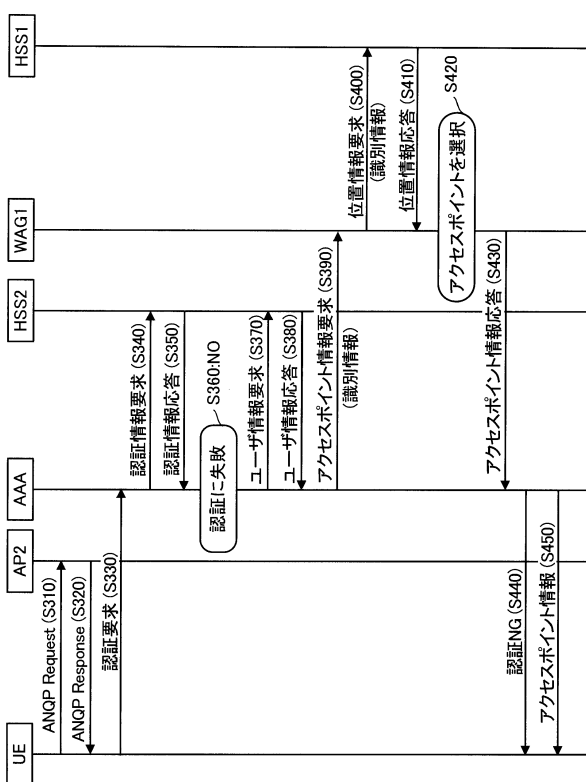 UE
AP2
AAA
HSS2
WAG1
HSS1
ANQP Request (S310)
ANQP Response (S320)
認証要求 (S330)
認証情報要求 (S340)
認証情報応答 (S350)
認証に失敗
S360:NO
ユーザ情報要求 (S370)
ユーザ情報応答 (S380)
アクセスポイント情報要求 (S390)
(識別情報)
位置情報要求 (S400)
(識別情報)
位置情報応答 (S410)
アクセスポイントを選択
S420
アクセスポイント情報応答 (S430)
認証NG (S440)
アクセスポイント情報 (S450)